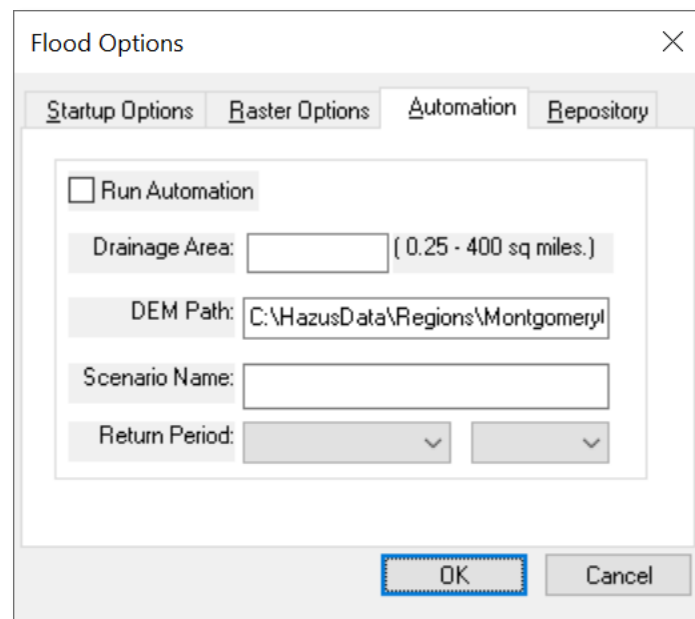 Flood Options
Startup Options Raster Options Automation Repository
Run Automation
Drainage Area: ( 0.25 - 400 sq miles.)
DEM Path: C:\HazusData\Regions\Montgomery
Scenario Name:
Return Period:
OK Cancel